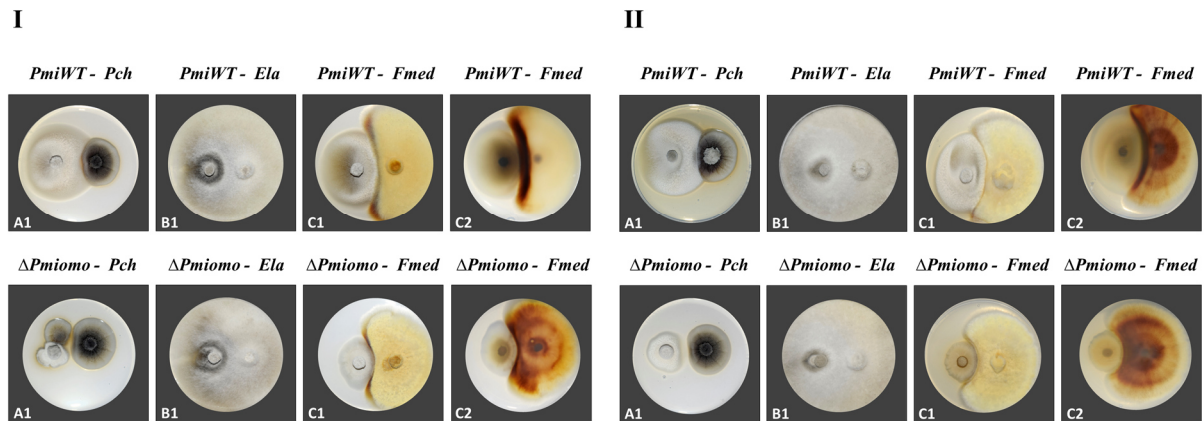 I
II
PmiWT - Pch PmiWT - Ela PmiWT - Fmed PmiWT - Fmed
PmiWT - Pch PmiWT - Ela PmiWT - Fmed PmiWT - Fmed
A1 B1 C1 C2
A1 B1 C1 C2
ΔPmiomo - Pch ΔPmiomo - Ela ΔPmiomo - Fmed ΔPmiomo - Fmed
ΔPmiomo - Pch ΔPmiomo - Ela ΔPmiomo - Fmed ΔPmiomo - Fmed
A1 B1 C1 C2
A1 B1 C1 C2